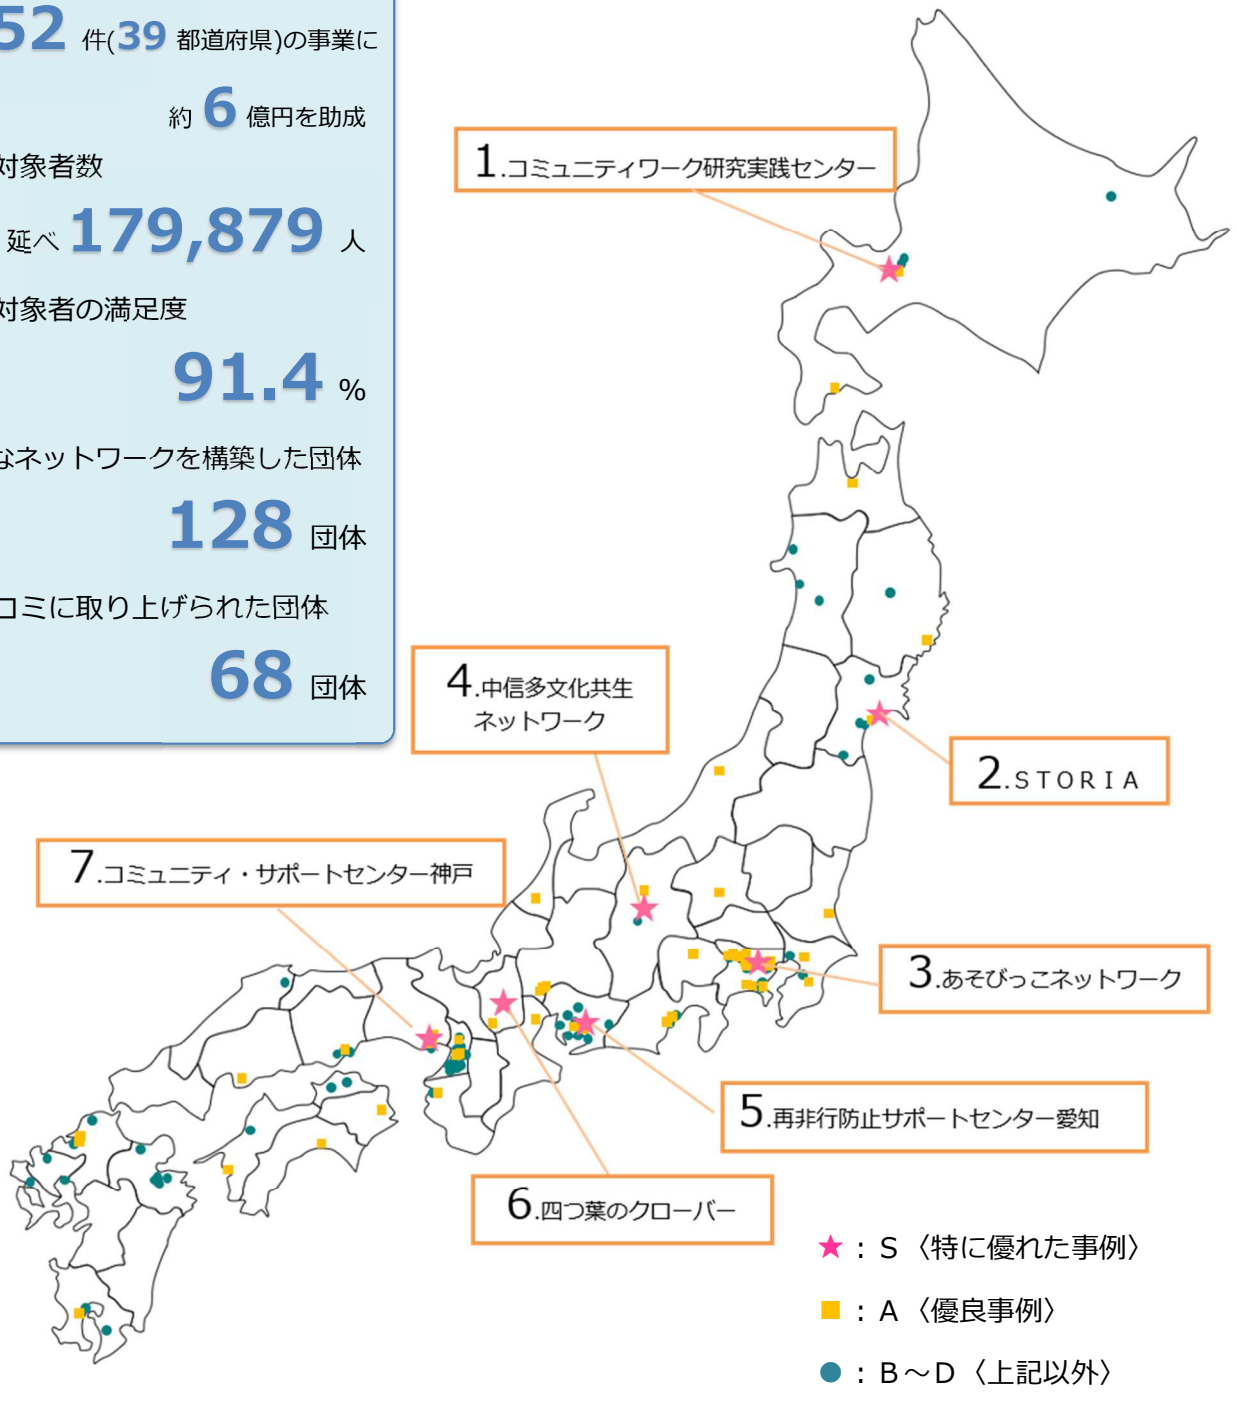 52 件(39 都道府県)の事業に
約 6 億円を助成
対象者数
延べ 179,879 人
対象者の満足度
91.4 %
なネットワークを構築した団体
128 団体
コミに取り上げられた団体
68 団体
1.コミュニティワーク研究実践センター
4.中信多文化共生
ネットワーク
2.ＳＴＯＲＩＡ
7.コミュニティ・サポートセンター神戸
3.あそびっこネットワーク
5.再非行防止サポートセンター愛知
6.四つ葉のクローバー
★：Ｓ〈特に優れた事例〉
■：Ａ〈優良事例〉
●：Ｂ～Ｄ〈上記以外〉